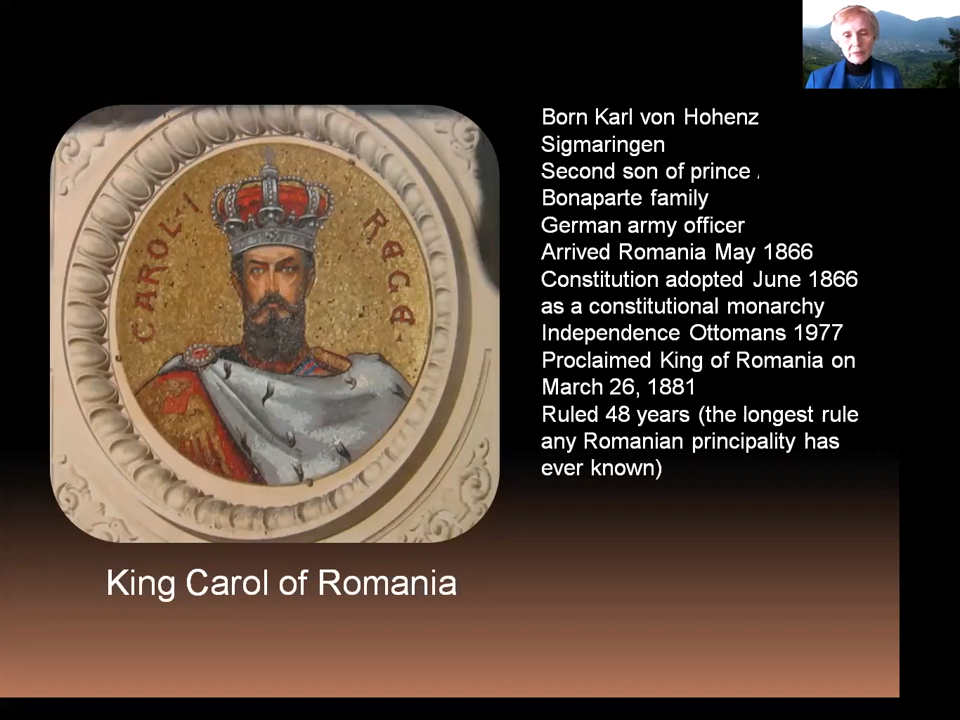 CAROL·I REGE
Born Karl von Hohenz
Sigmaringen
Second son of prince
Bonaparte family
German army officer
Arrived Romania May 1866
Constitution adopted June 1866
as a constitutional monarchy
Independence Ottomans 1977
Proclaimed King of Romania on
March 26, 1881
Ruled 48 years (the longest rule
any Romanian principality has
ever known)
King Carol of Romania